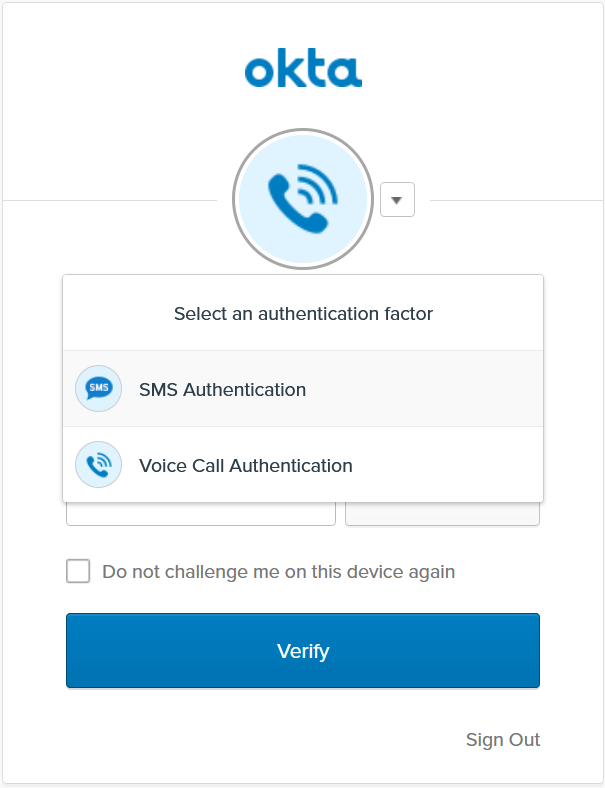 okta
Select an authentication factor
SMS
SMS Authentication
Voice Call Authentication
Do not challenge me on this device again
Verify
Sign Out